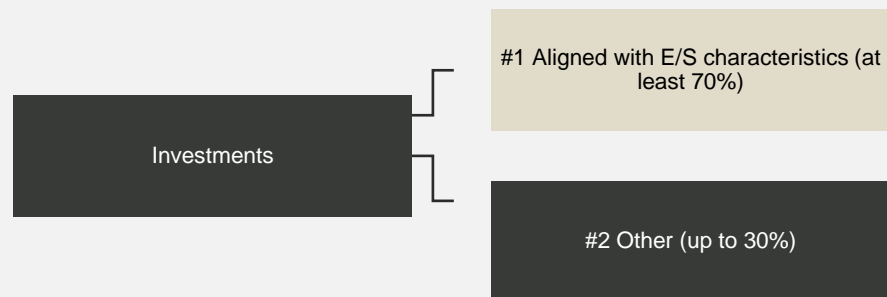 #1 Aligned with E/S characteristics (at
least 70%)
Investments
#2 Other (up to 30%)